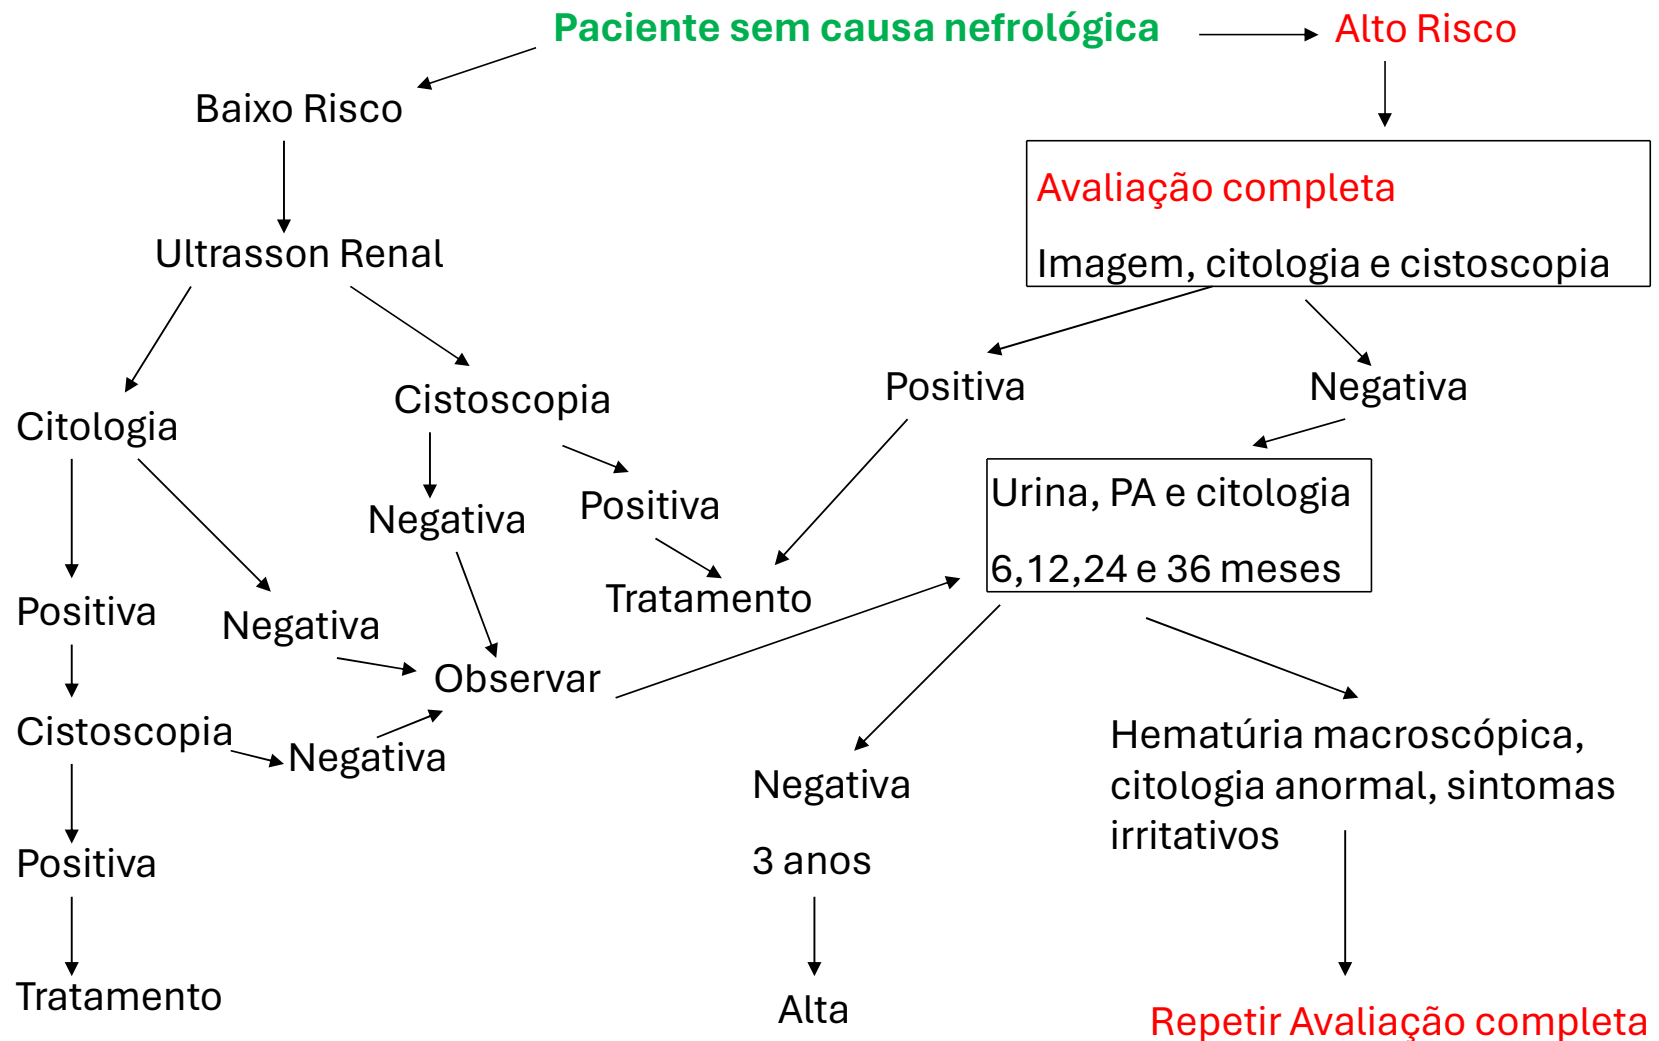 Paciente sem causa nefrológica
Alto Risco
Baixo Risco
Avaliação completa
Imagem, citologia e cistoscopia
Ultrasson Renal
Citologia
Cistoscopia
Positiva
Negativa
Negativa
Positiva
Urina, PA e citologia
6,12,24 e 36 meses
Tratamento
Positiva
Negativa
Observar
Cistoscopia
Negativa
Negativa
3 anos
Hematúria macroscópica,
citologia anormal, sintomas
irritativos
Positiva
Tratamento
Alta
Repetir Avaliação completa